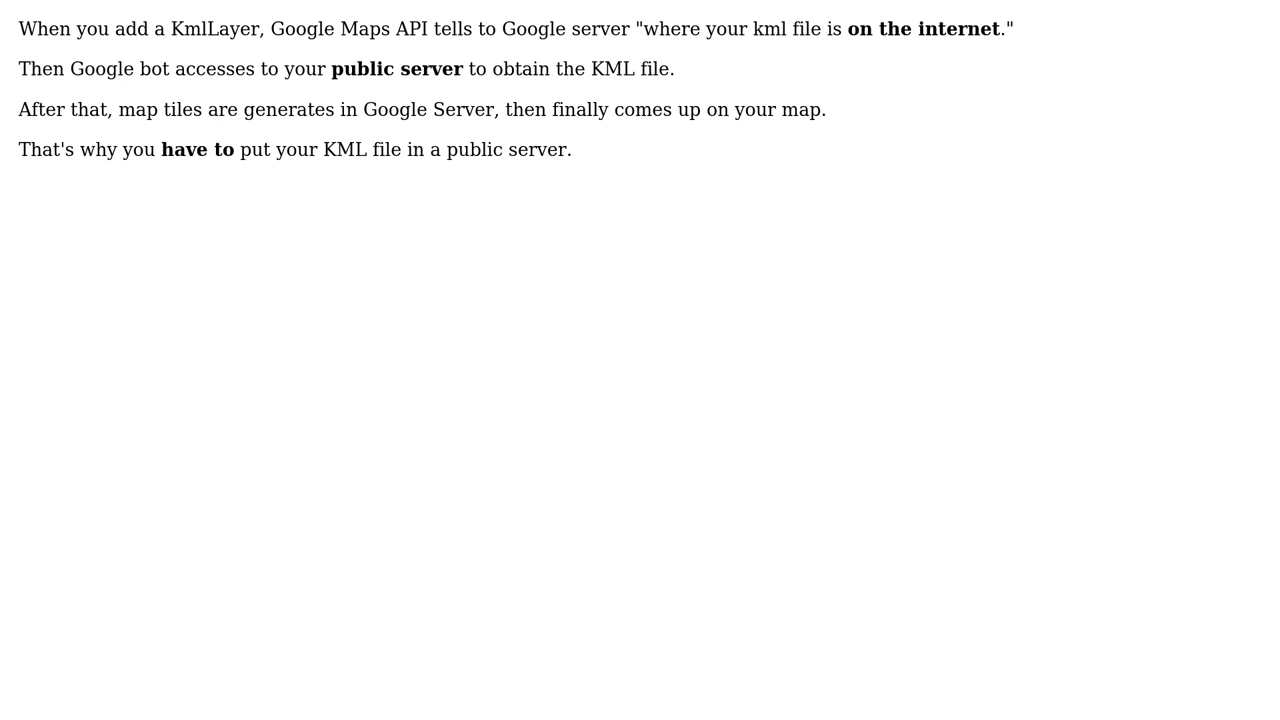 When you add a KmlLayer, Google Maps API tells to Google server "where your kml file is on the internet."
Then Google bot accesses to your public server to obtain the KML file.
After that, map tiles are generates in Google Server, then finally comes up on your map.
That's why you have to put your KML file in a public server.